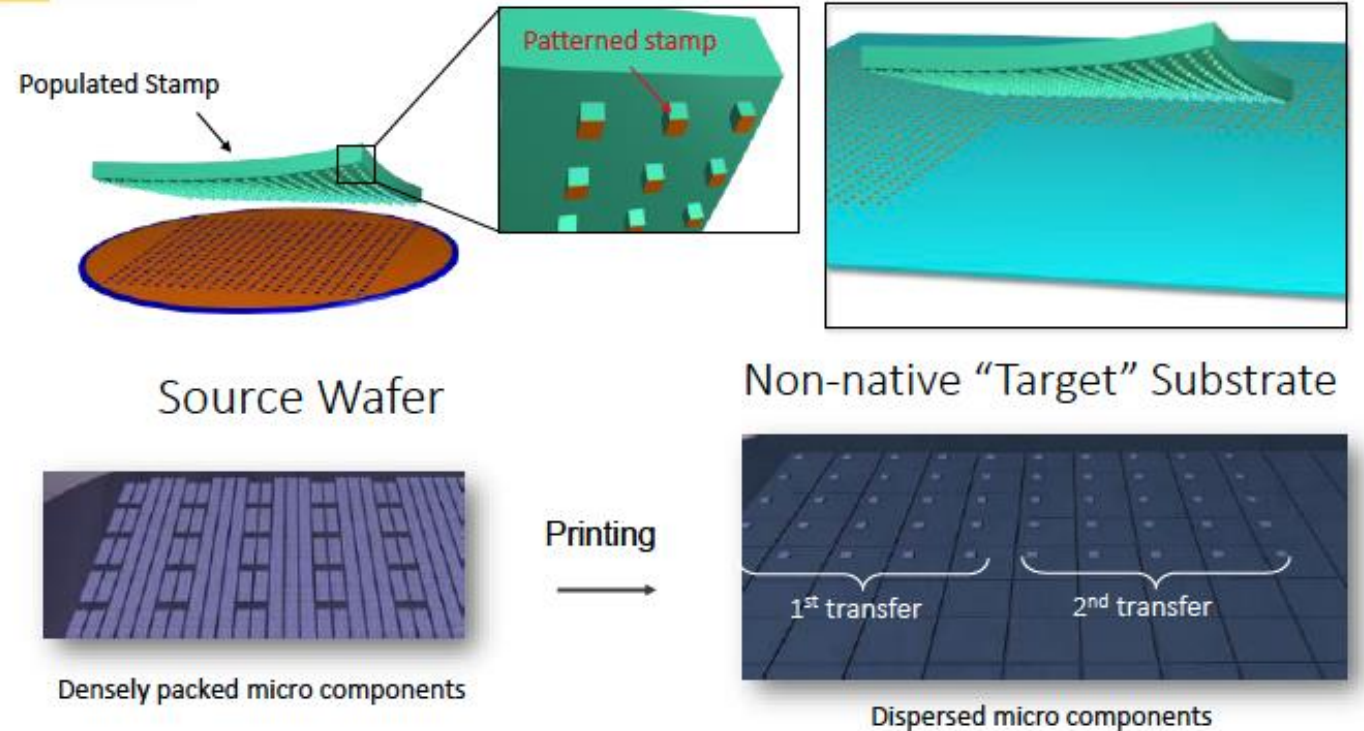 Populated Stamp
Patterned stamp
Source Wafer
Non-native “Target” Substrate
Printing
1st transfer
2nd transfer
Densely packed micro components
Dispersed micro components